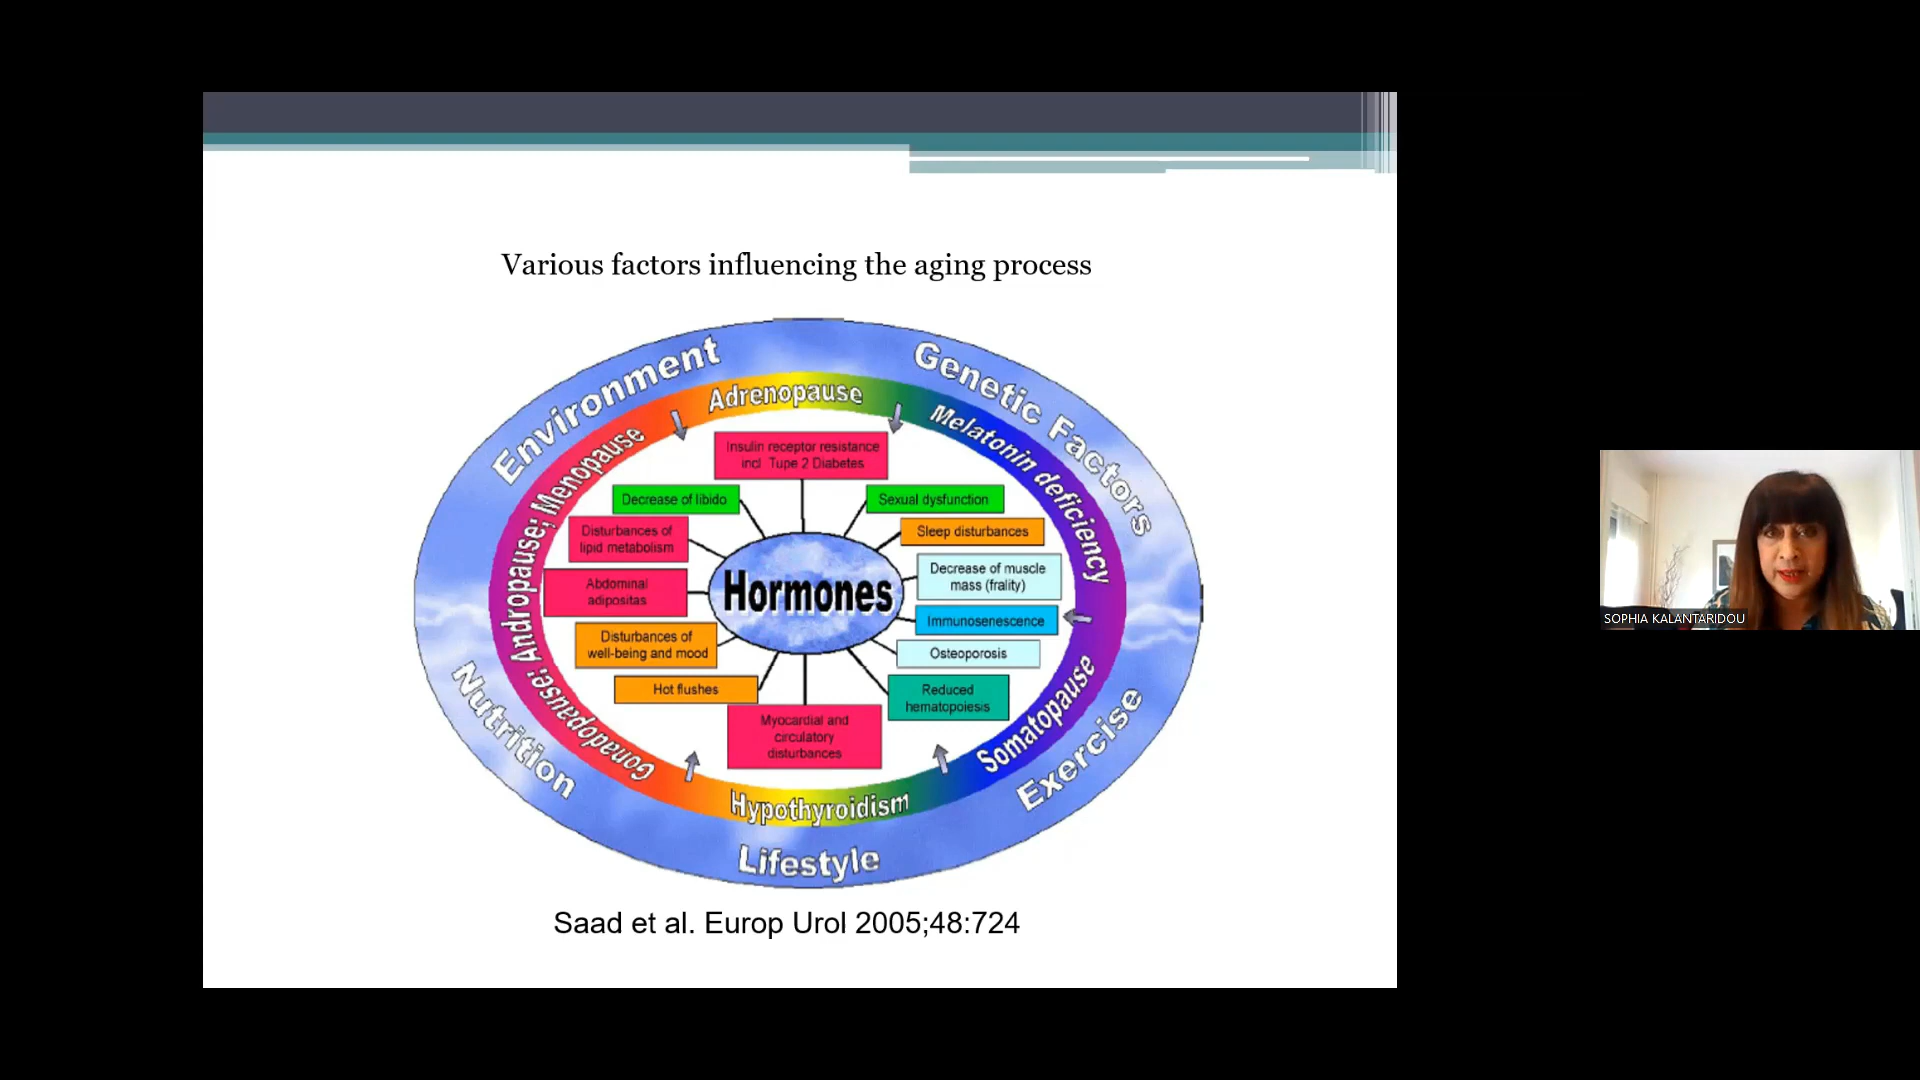 Various factors influencing the aging process
Environment
Genetic Factors
Adrenopause
Melatonin deficiency
Gonadopause: Andropause; Menopause
Insulin receptor resistance
incl Tupe 2 Diabetes
Decrease of libido
Sexual dysfunction
Disturbances of
lipid metabolism
Sleep disturbances
Abdominal
adipositas
Hormones
Decrease of muscle
mass (frality)
Immunosenescence
Disturbances of
well-being and mood
Osteoporosis
Hot flushes
Reduced
hematopoiesis
Myocardial and
circulatory
disturbances
Somatopause
Hypothyroidism
Nutrition
Exercise
Lifestyle
Saad et al. Europ Urol 2005;48:724
SOPHIA KALANTARIDOU